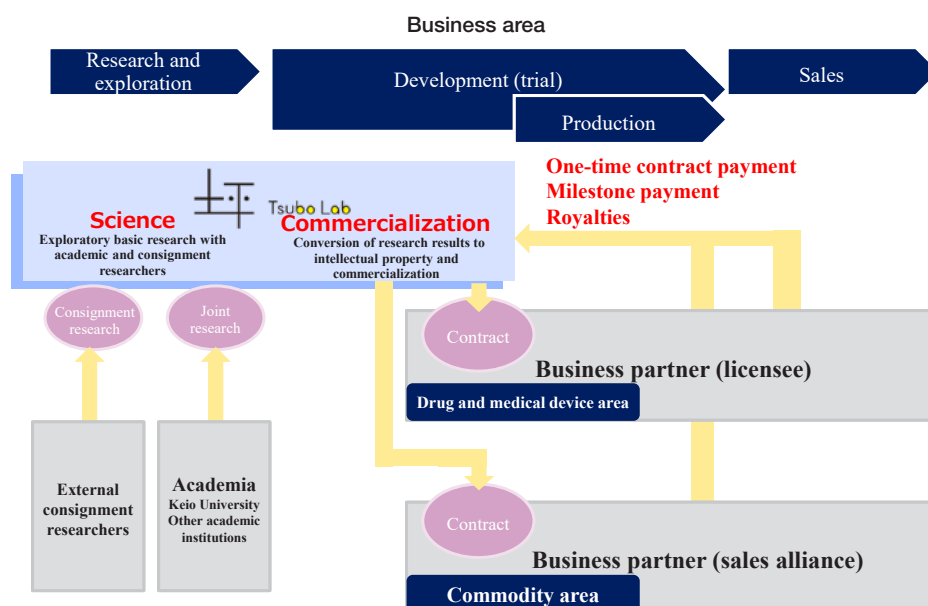 Business area
Research and
exploration
Development (trial)
Sales
Production
One-time contract payment
Milestone payment
Royalties
Tsubo Lab
Science
Exploratory basic research with
academic and consignment
researchers
Commercialization
Conversion of research results to
intellectual property and
commercialization
Consignment
research
Joint
research
Contract
Business partner (licensee)
Drug and medical device area
External
consignment
researchers
Academia
Keio University
Other academic
institutions
Contract
Business partner (sales alliance)
Commodity area